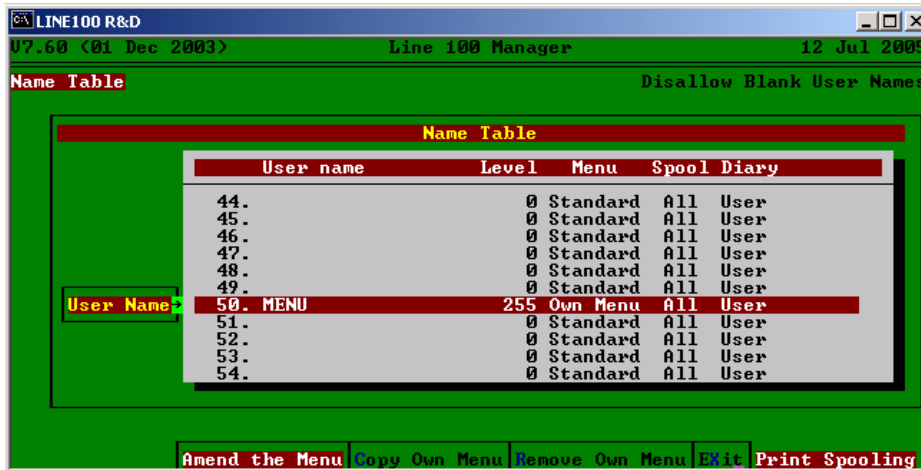 LINE100 R&D
V7.60 (01 Dec 2003) Line 100 Manager 12 Jul 2005
Name Table Disallow Blank User Names
Name Table
User name Level Menu Spool Diary
44. 0 Standard All User
45. 0 Standard All User
46. 0 Standard All User
47. 0 Standard All User
48. 0 Standard All User
49. 0 Standard All User
User Name 50. MENU 255 Own Menu All User
51. 0 Standard All User
52. 0 Standard All User
53. 0 Standard All User
54. 0 Standard All User
Amend the Menu Copy Own Menu Remove Own Menu EXit Print Spooling